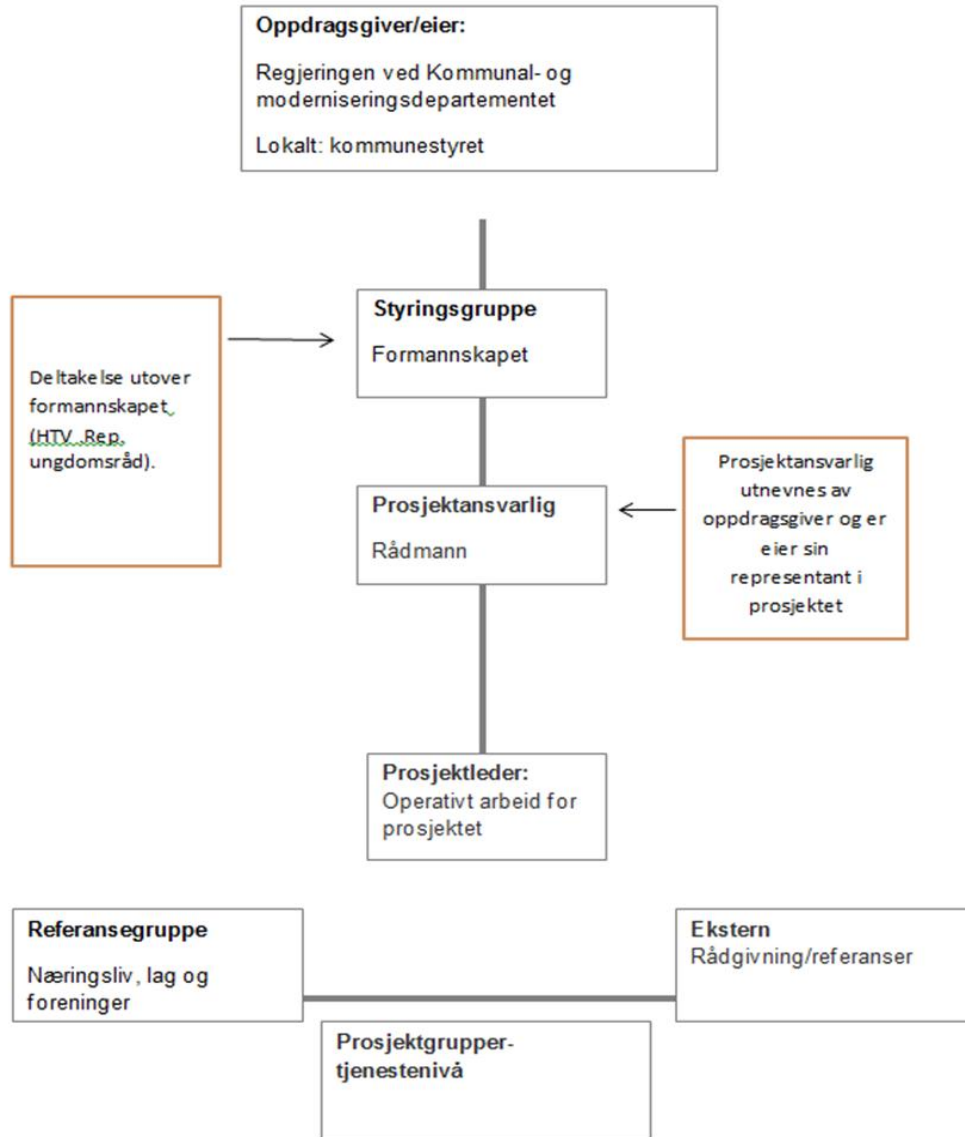 Oppdragsgiver/eier:
Regjeringen ved Kommunal- og
moderniseringsdepartementet
Lokalt: kommunestyret
Styringsgruppe
Formannskapet
Deltakelse utover
formannskapet,
(HTV ,Rep.
ungdomsråd).
Prosjektansvarlig
Rådmann
Prosjektansvarlig
utnevnes av
oppdragsgiver og er
eier sin
representant i
prosjektet
Prosjektleder:
Operativt arbeid for
prosjektet
Referansegruppe
Næringsliv, lag og
foreninger
Ekstern
Rådgivning/referanser
Prosjektgrupper-
tjenestenivå